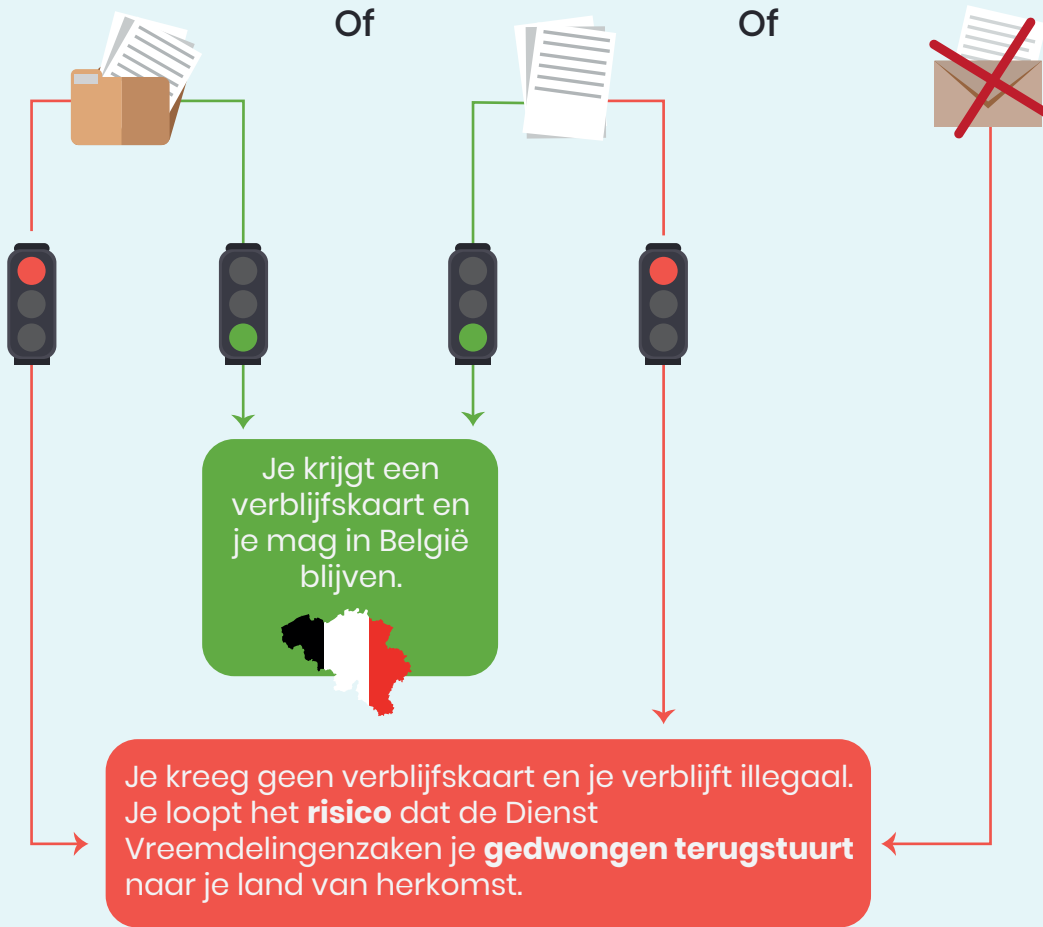 Of
Of
Je krijgt een
verblijfskaart en
je mag in België
blijven.
Je kreeg geen verblijfskaart en je verblijft illegaal.
Je loopt het risico dat de Dienst
Vreemdelingenzaken je gedwongen terugstuurt
naar je land van herkomst.